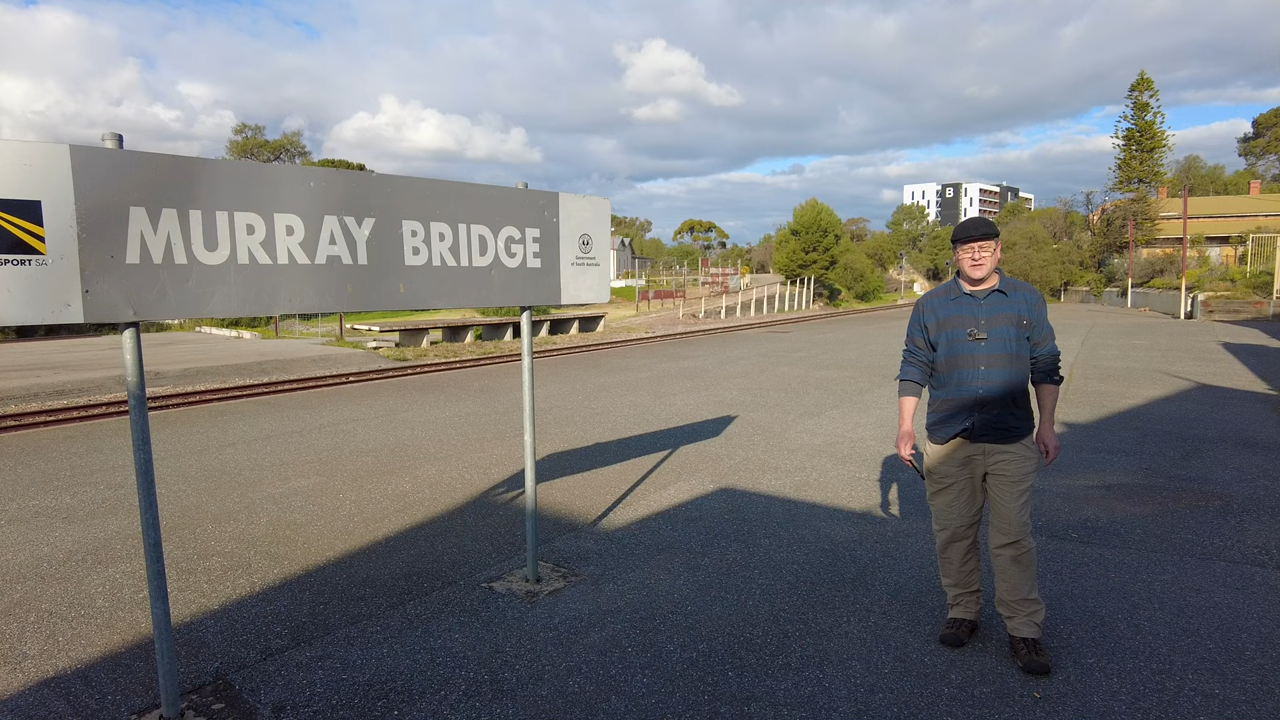 SPORT SA
MURRAY BRIDGE
Government
of South Australia
B